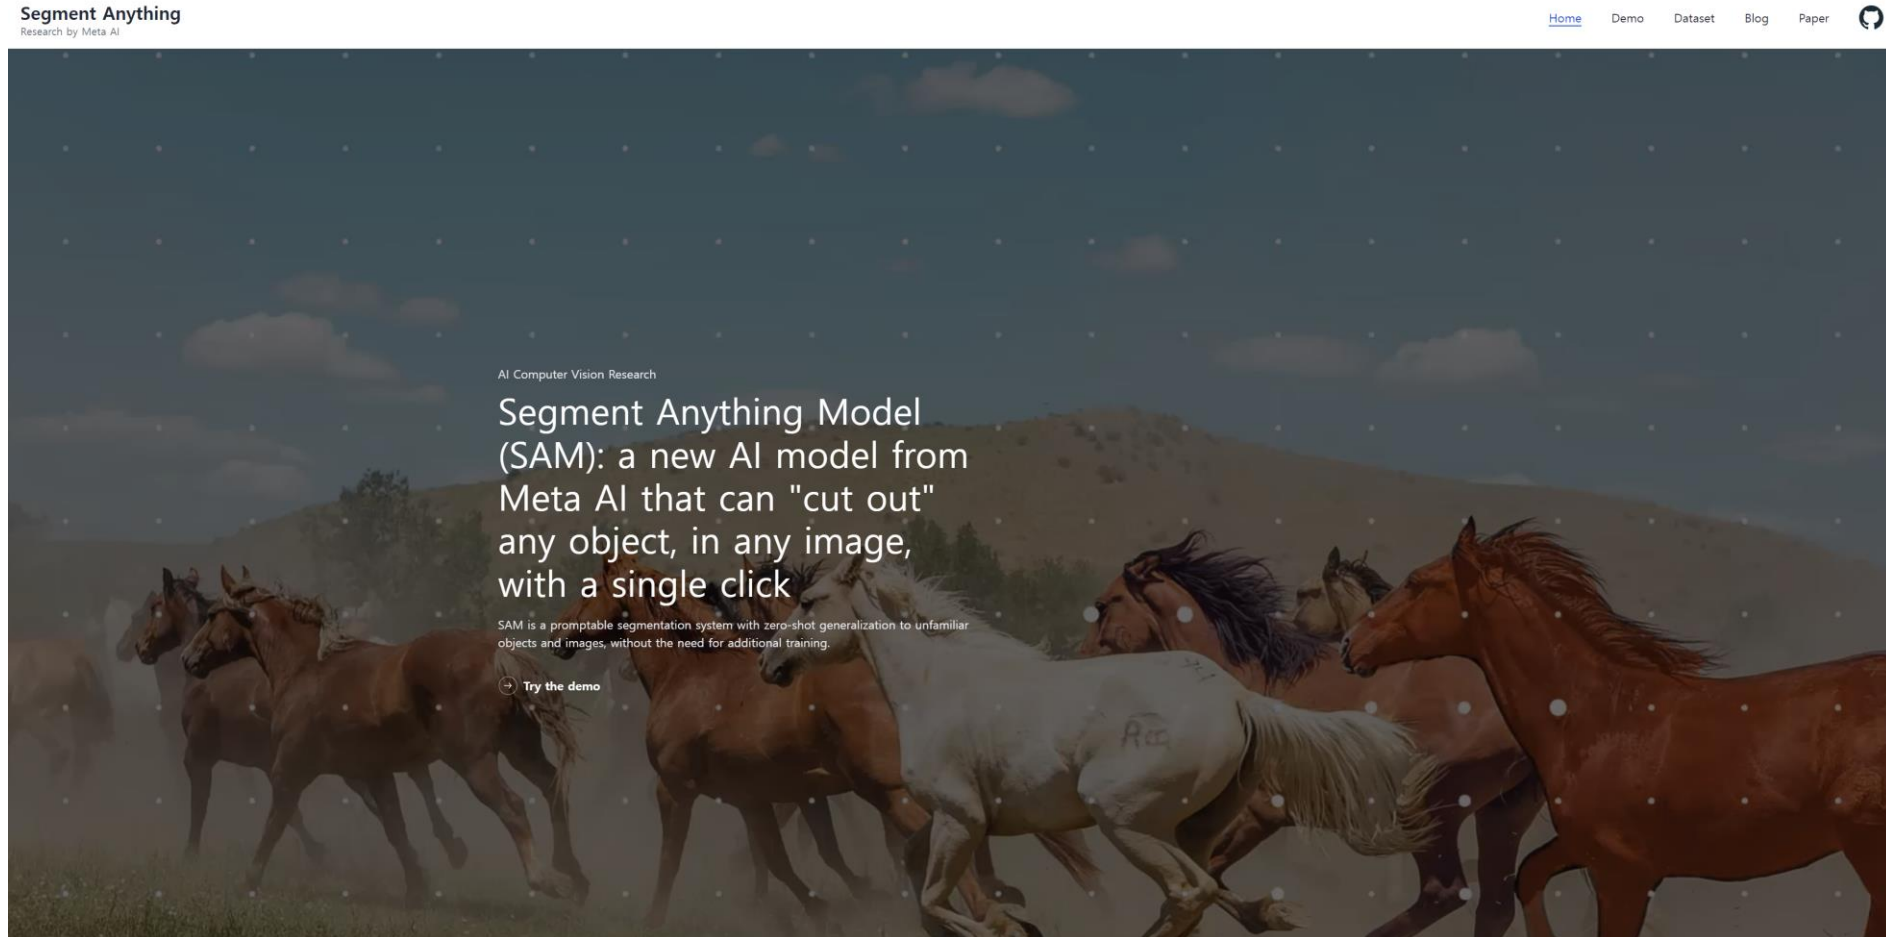 Segment Anything
Research by Meta AI
Home Demo Dataset Blog Paper
AI Computer Vision Research
Segment Anything Model
(SAM): a new AI model from
Meta AI that can "cut out"
any object, in any image,
with a single click
SAM is a promptable segmentation system with zero-shot generalization to unfamiliar
objects and images, without the need for additional training.
Try the demo